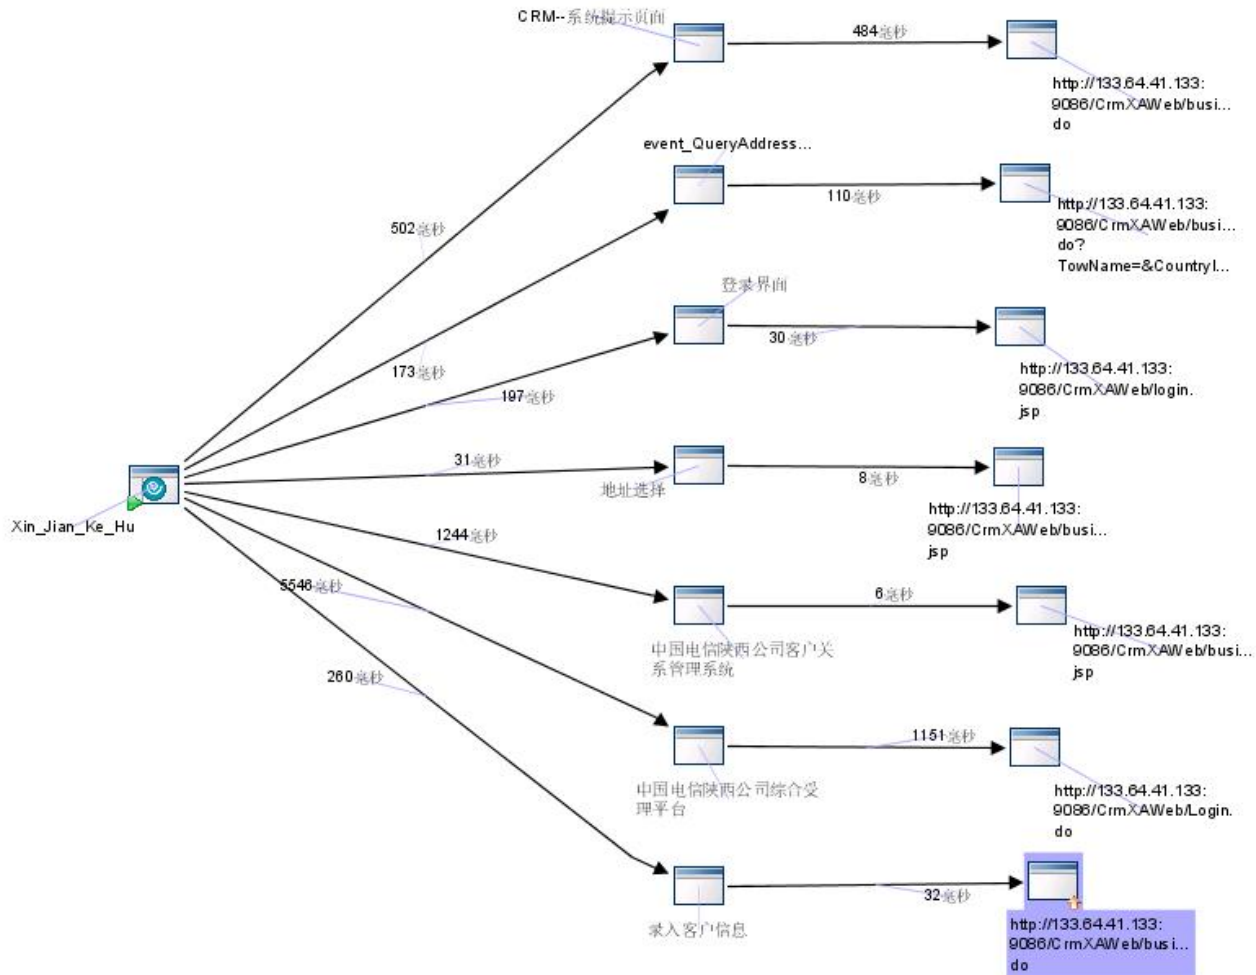 CRM--系统提示页面
484毫秒
http://133.64.41.133:
9086/CrmXAWeb/busi...
do
event_QueryAddress...
110毫秒
http://133.64.41.133:
9086/CrmXAWeb/busi...
do?
TowName=&CountryI...
502毫秒
登录界面
30毫秒
http://133.64.41.133:
9086/CrmXAWeb/login.
jsp
173毫秒
197毫秒
31毫秒
地址选择
8毫秒
http://133.64.41.133:
9086/CrmXAWeb/busi...
jsp
Xin_Jian_Ke_Hu
1244毫秒
5546毫秒
6毫秒
中国电信陕西公司客户关
系管理系统
http://133.64.41.133:
9086/CrmXAWeb/busi...
jsp
260毫秒
1151毫秒
中国电信陕西公司综合受
理平台
http://133.64.41.133:
9086/CrmXAWeb/Login.
do
32毫秒
录入客户信息
http://133.64.41.133:
9086/CrmXAWeb/busi...
do